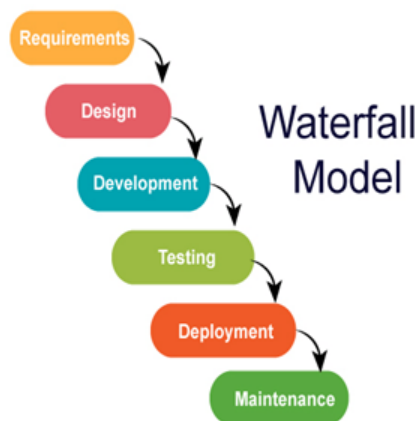 Requirements
Design
Waterfall
Model
Development
Testing
Deployment
Maintenance